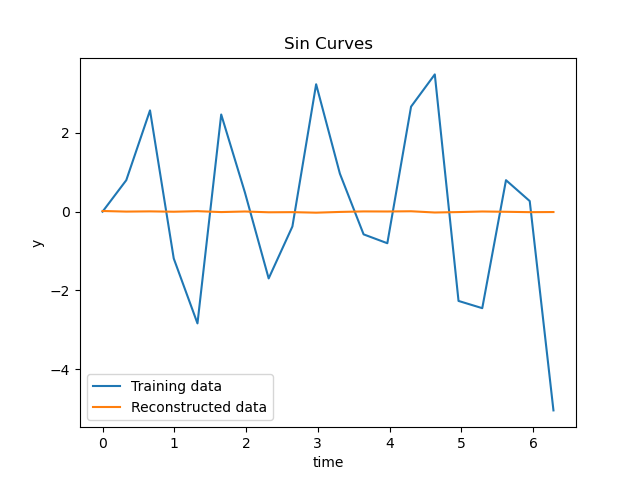 Sin Curves
2
0
−2
−4
y
Training data
Reconstructed data
0 1 2 3 4 5 6
time